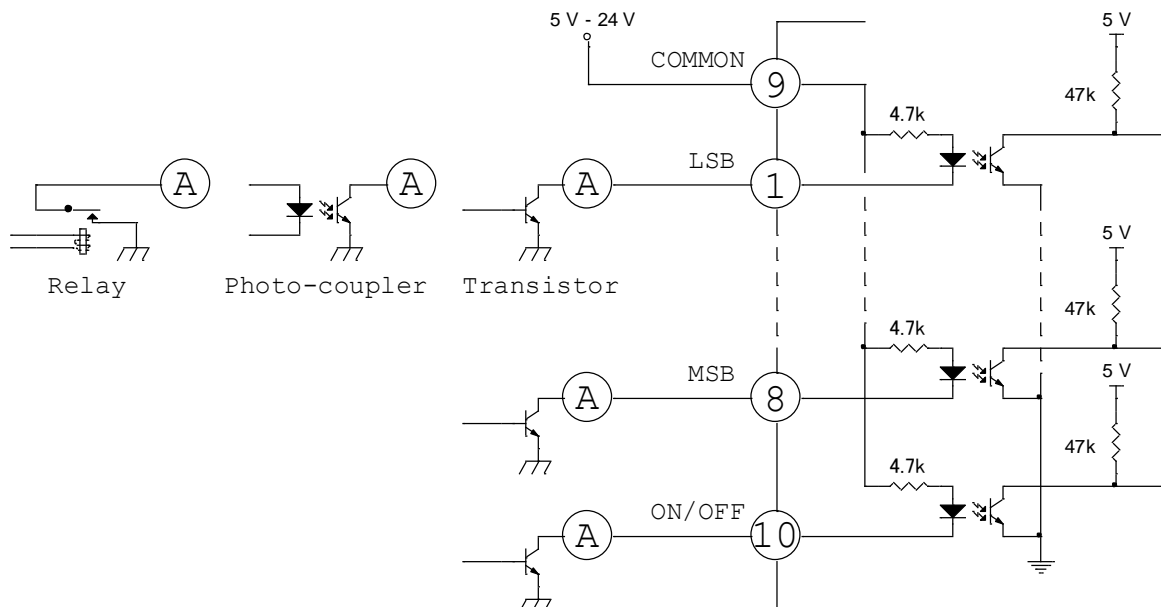 5 V - 24 V
5 V
COMMON
9
47k
4.7k
LSB
A
A
A
1
5 V
Relay
Photo-coupler
Transistor
47k
4.7k
MSB
5 V
A
8
47k
4.7k
ON/OFF
A
10